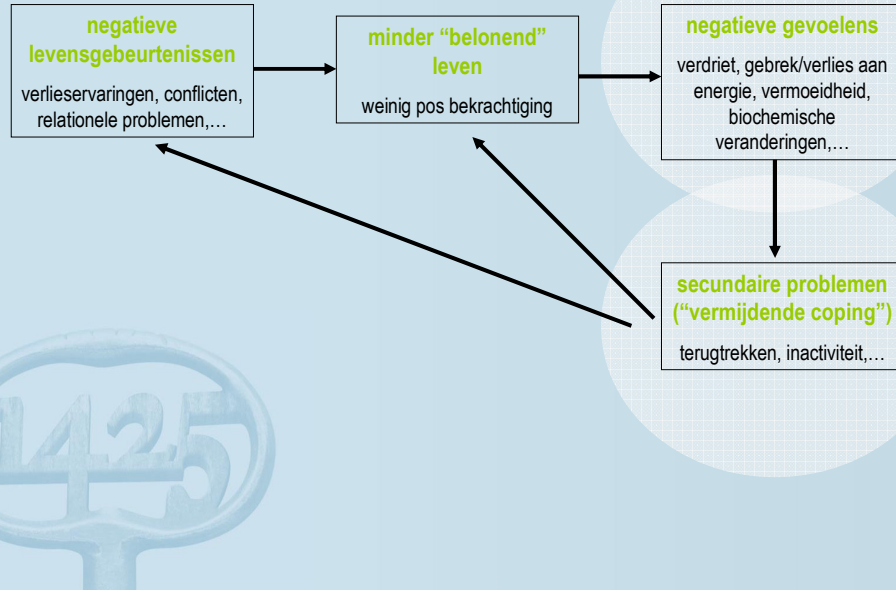 negatieve
levensgebeurtenissen
verlieservaringen, conflicten,
relationele problemen,…
minder “belonend”
leven
weinig pos bekrachtiging
negatieve gevoelens
verdriet, gebrek/verlies aan
energie, vermoeidheid,
biochemische
veranderingen,…
secundaire problemen
(“vermijdende coping”)
terugtrekken, inactiviteit,…
1425